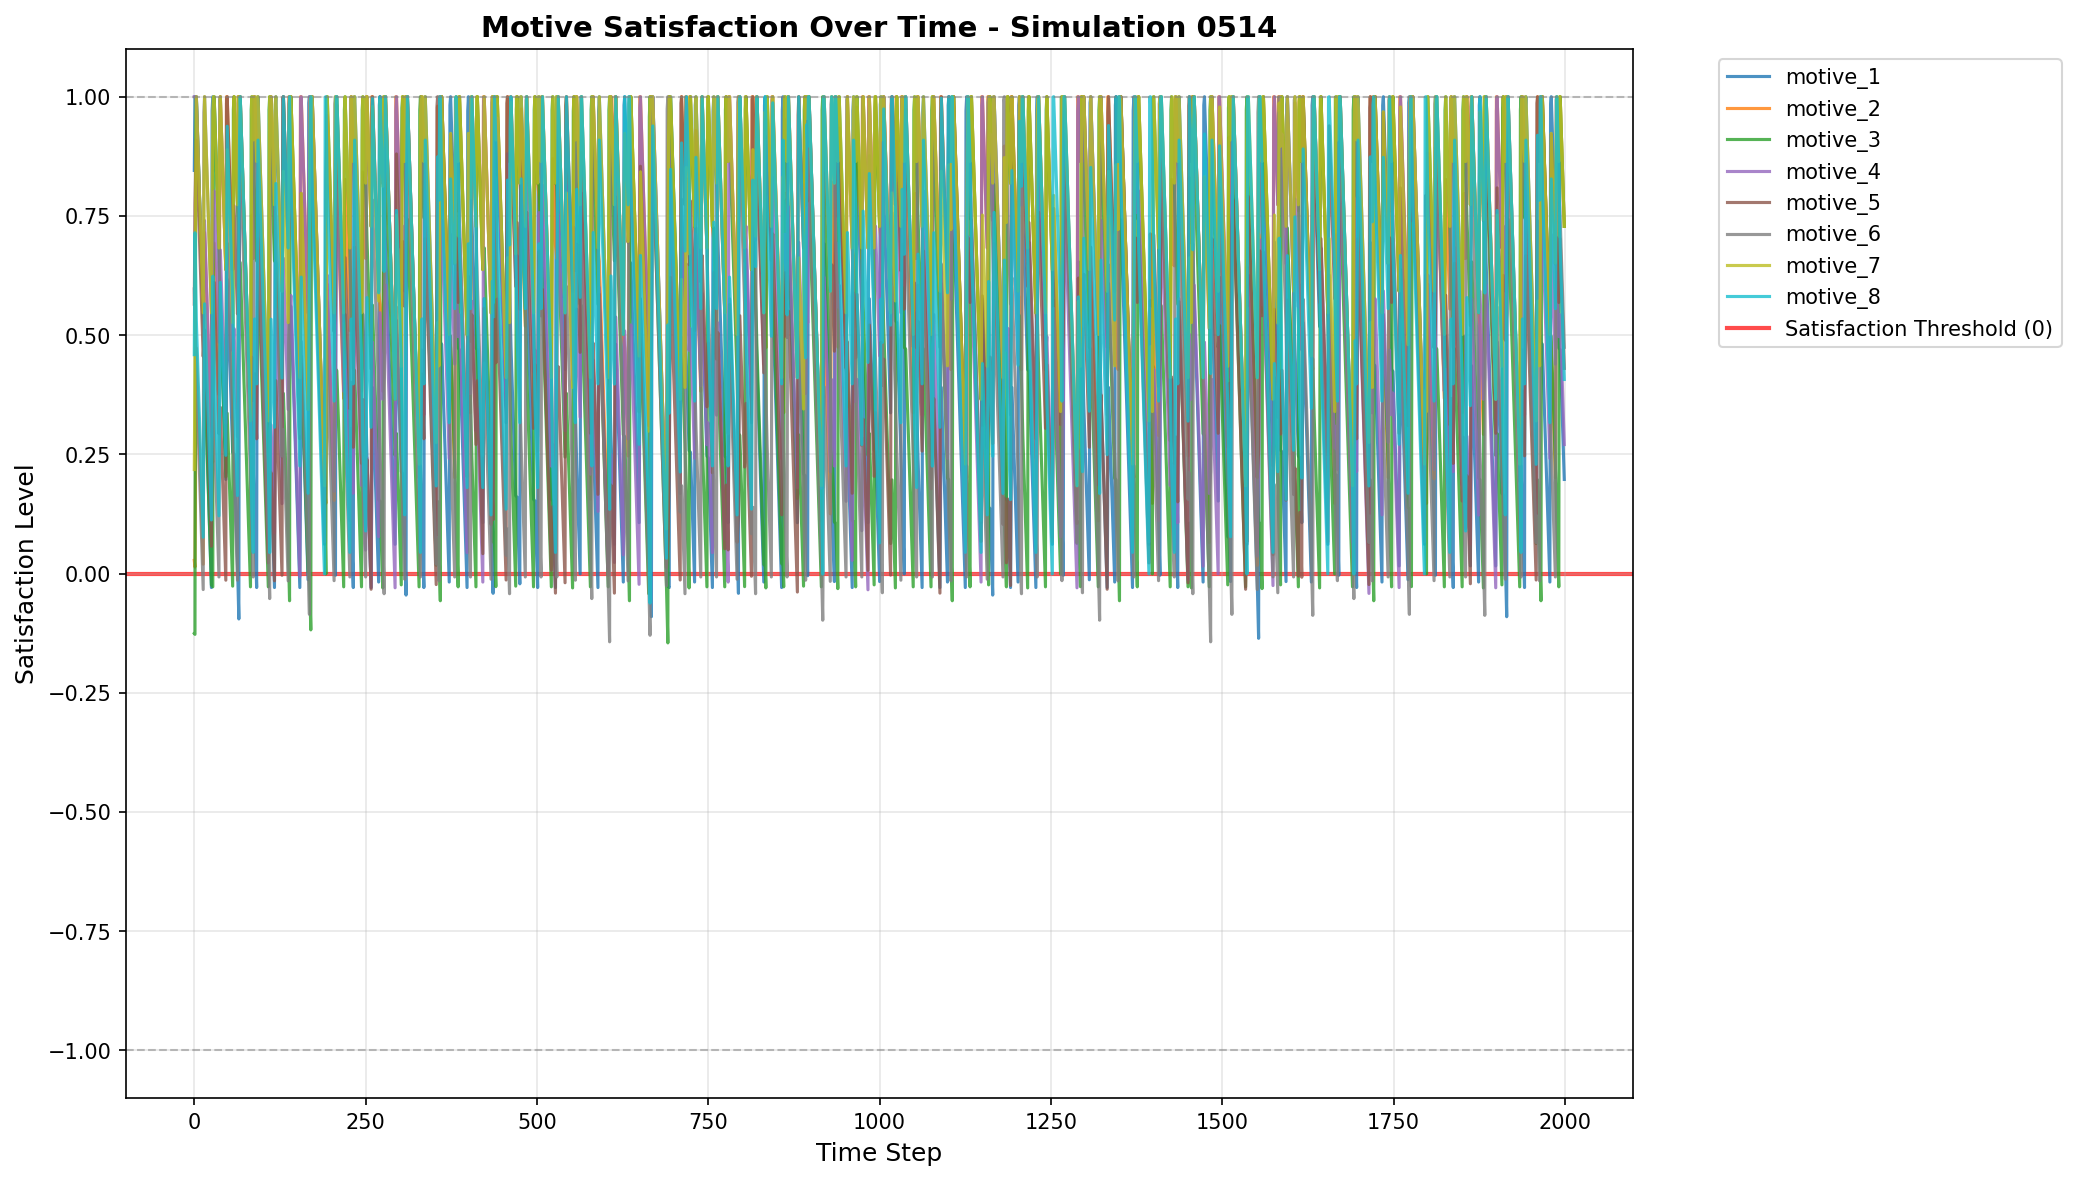 Motive Satisfaction Over Time - Simulation 0514
Satisfaction Level
1.00
0.75
0.50
0.25
0.00
−0.25
−0.50
−0.75
−1.00
0 250 500 750 1000 1250 1500 1750 2000
Time Step
motive_1
motive_2
motive_3
motive_4
motive_5
motive_6
motive_7
motive_8
Satisfaction Threshold (0)